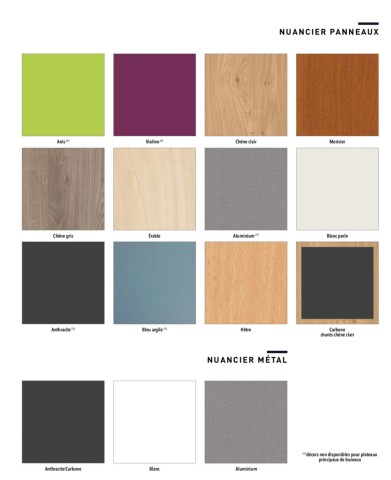 NUANCIER PANNEAUX
Anis (1)
Violine (1)
Chêne clair
Merisier
Chêne gris
Érable
Aluminium (1)
Blanc perle
Anthracite (1)
Bleu argile (1)
Hêtre
Carbone
chants chêne clair
NUANCIER MÉTAL
Anthracite/Carbone
Blanc
Aluminium
(1) décors non disponibles pour plateaux
principaux de bureaux